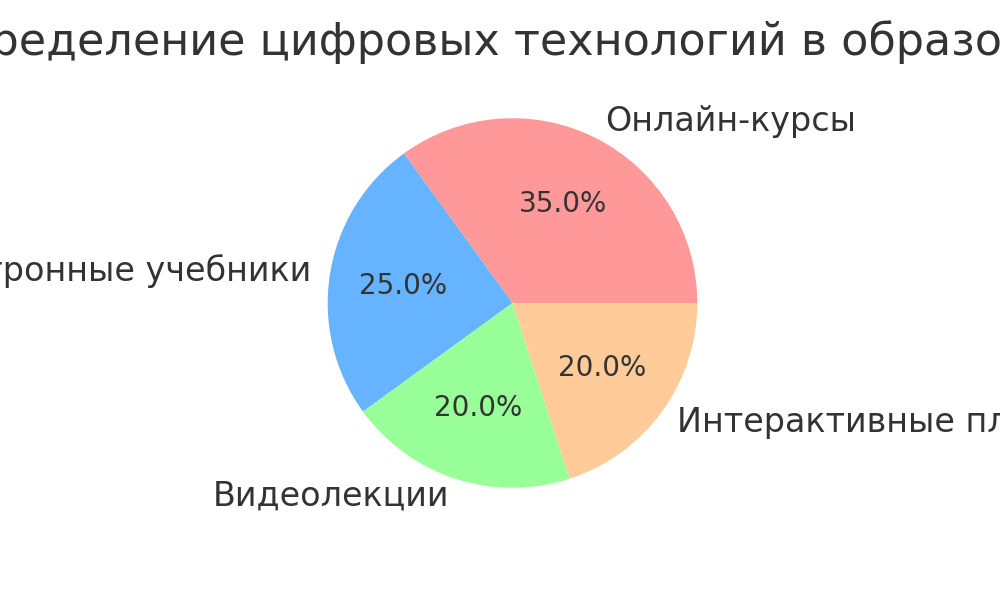 ределение цифровых технологий в образо
Онлайн-курсы
35.0%
тронные учебники
25.0%
20.0%
20.0%
Интерактивные пл
Видеолекции